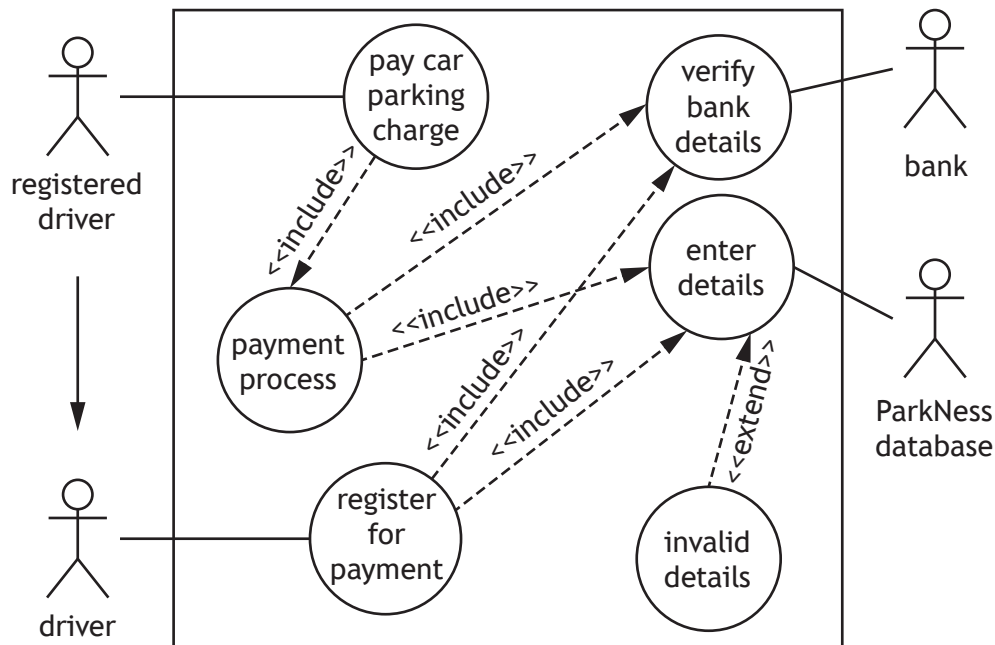 pay car
parking
charge
verify
bank
details
registered
driver
bank
<<include>>
<<include>>
enter
details
payment
process
<<include>>
<<include>>
<<include>>
<<extend>>
ParkNess
database
register
for
payment
invalid
details
driver